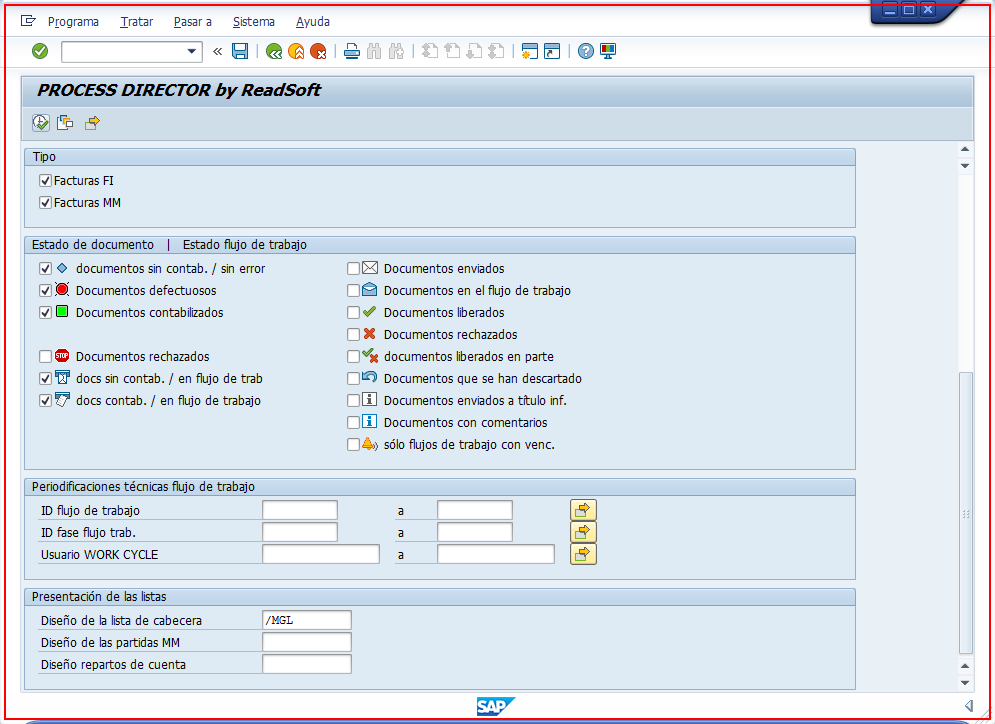 Programa Tratar Pasar a Sistema Ayuda
PROCESS DIRECTOR by ReadSoft
Tipo
Facturas FI
Facturas MM
Estado de documento | Estado flujo de trabajo
documentos sin contab. / sin error Documentos enviados
Documentos defectuosos Documentos en el flujo de trabajo
Documentos contabilizados Documentos liberados
Documentos rechazados
STOP Documentos rechazados documentos liberados en parte
docs sin contab. / en flujo de trab Documentos que se han descartado
docs contab. / en flujo de trabajo Documentos enviados a título inf.
Documentos con comentarios
sólo flujos de trabajo con venc.
Periodificaciones técnicas flujo de trabajo
ID flujo de trabajo a
ID fase flujo trab. a
Usuario WORK CYCLE a
Presentación de las listas
Diseño de la lista de cabecera /MGL
Diseño de las partidas MM
Diseño repartos de cuenta
SAP